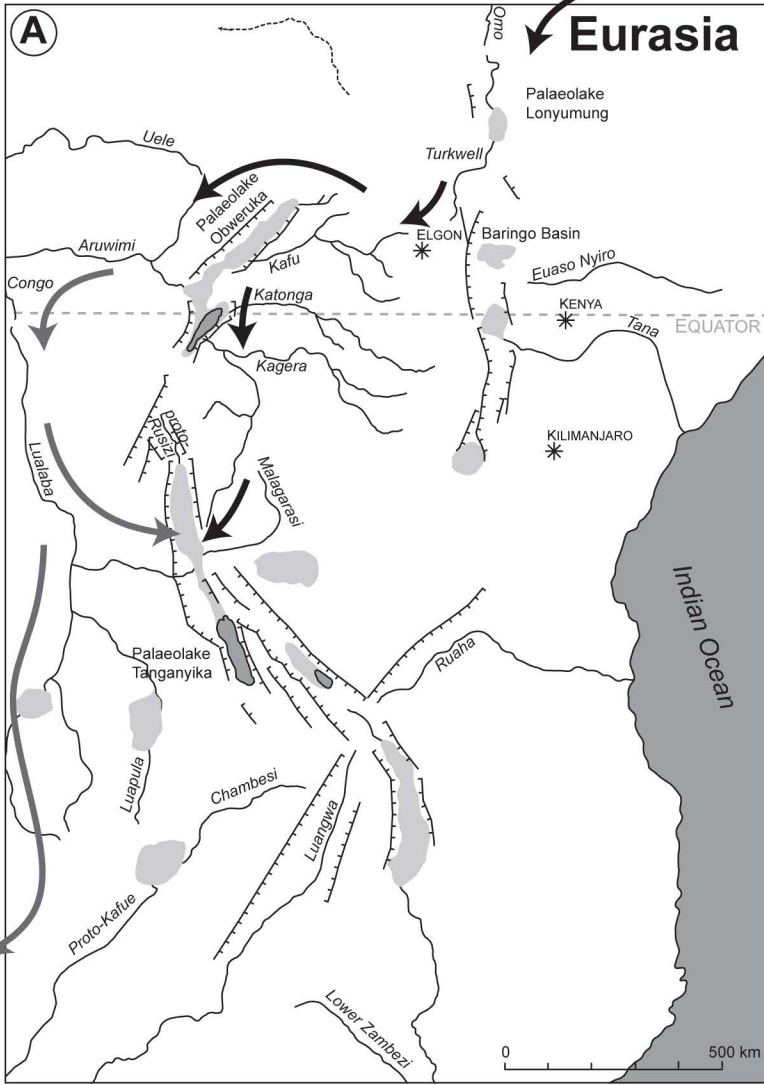 A
Omo
Eurasia
Palaeolake
Lonyumung
Uele
Turkwell
Palaeolake
Obweruka
ELGON
Baringo Basin
Aruwimi
Kafu
Euaso Nyiro
Congo
Katonga
KENYA
Tana
EQUATOR
Kagera
proto-
Rusizi
KILIMANJARO
Lualaba
Malagarasi
Indian Ocean
Palaeolake
Tanganyika
Ruaha
Luapula
Chambesi
Luangwa
Proto-Kafue
Lower Zambezi
0
500 km